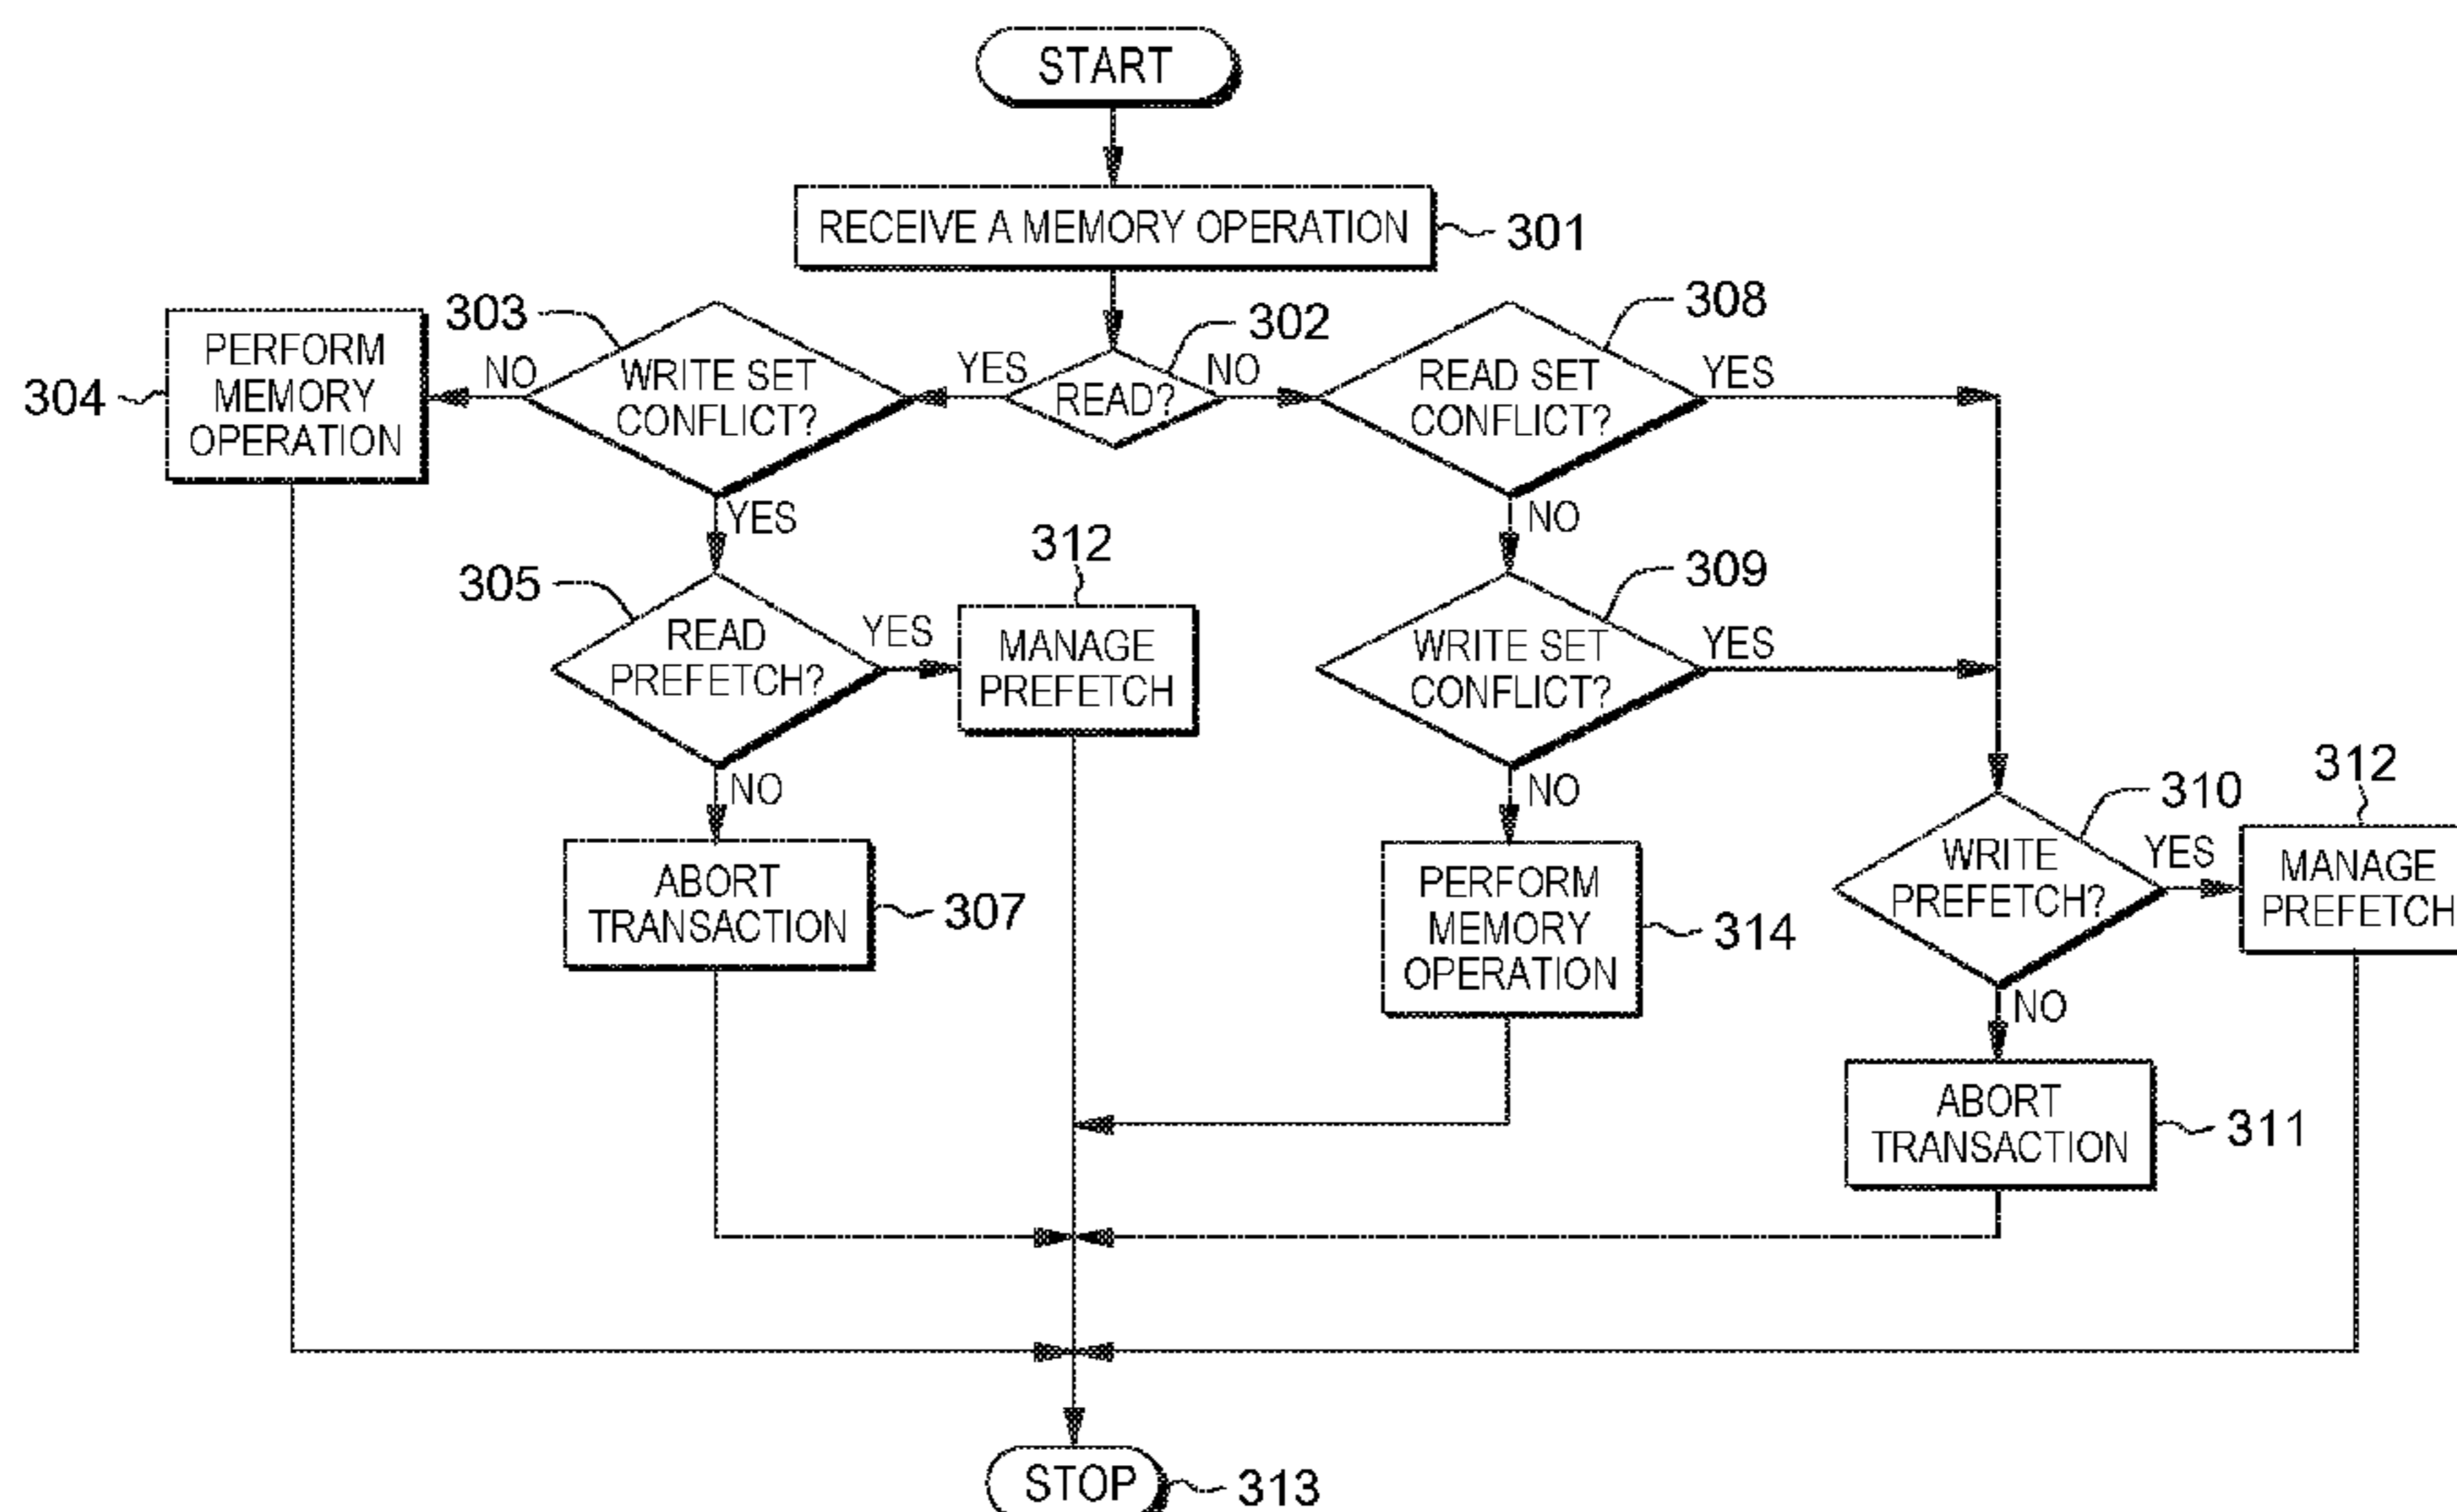 START
RECEIVE A MEMORY OPERATION
301
303
302
308
304
PERFORM
MEMORY
OPERATION
NO
WRITE SET
CONFLICT?
YES
READ?
NO
READ SET
CONFLICT?
YES
YES
NO
305
312
309
READ
PREFETCH?
YES
MANAGE
PREFETCH
WRITE SET
CONFLICT?
YES
NO
NO
310
312
ABORT
TRANSACTION
307
PERFORM
MEMORY
OPERATION
314
WRITE
PREFETCH?
YES
MANAGE
PREFETCH
NO
ABORT
TRANSACTION
311
STOP
313